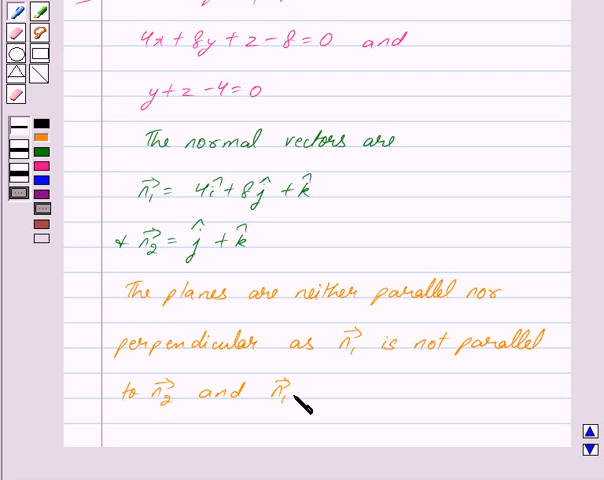 4x + 8y + z - 8 = 0 and
y + z - 4 = 0
The normal vectors are
n⃗₁ = 4î + 8ĵ + k̂
& n⃗₂ = ĵ + k̂
The planes are neither parallel nor
perpendicular as n⃗₁ is not parallel
to n⃗₂ and n⃗₁